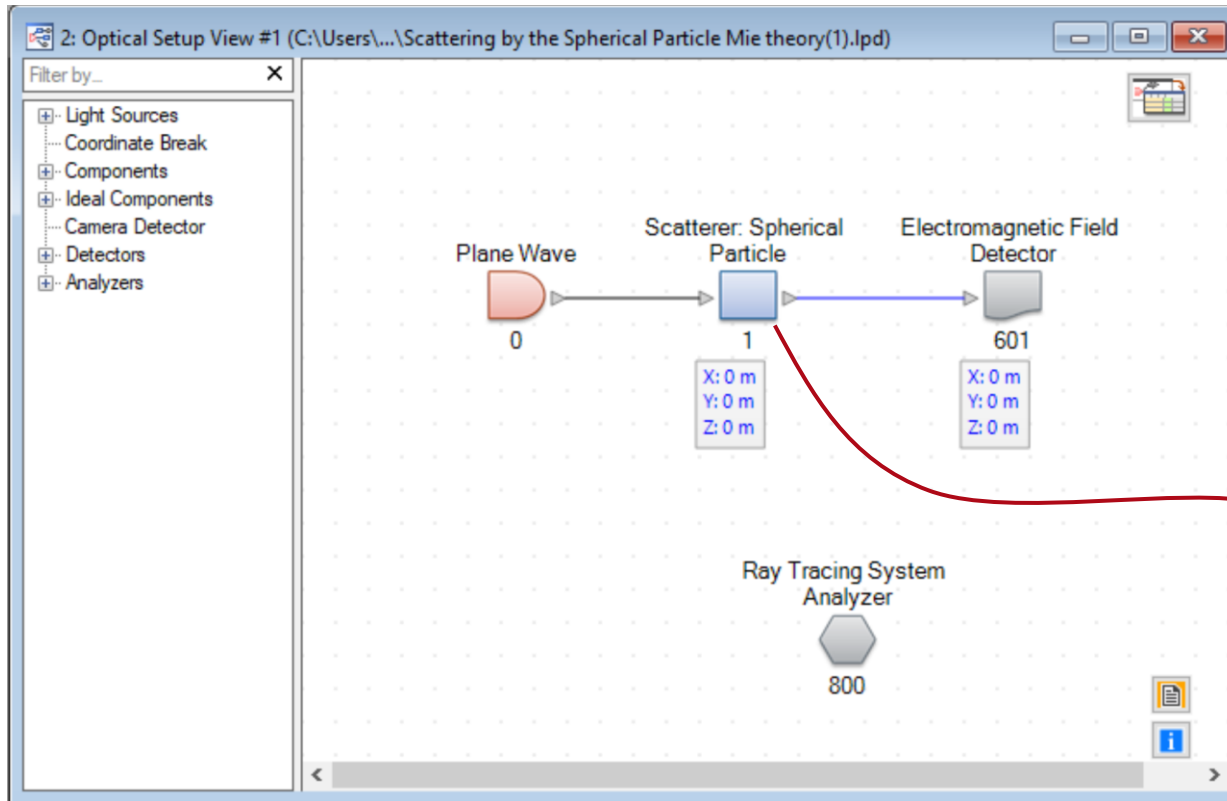 2: Optical Setup View #1 (C:\Users\...\Scattering by the Spherical Particle Mie theory(1).lpd)
Filter by...
Light Sources
Coordinate Break
Components
Ideal Components
Camera Detector
Detectors
Analyzers
Plane Wave
0
Scatterer: Spherical
Particle
1
X: 0 m
Y: 0 m
Z: 0 m
Electromagnetic Field
Detector
601
X: 0 m
Y: 0 m
Z: 0 m
Ray Tracing System
Analyzer
800